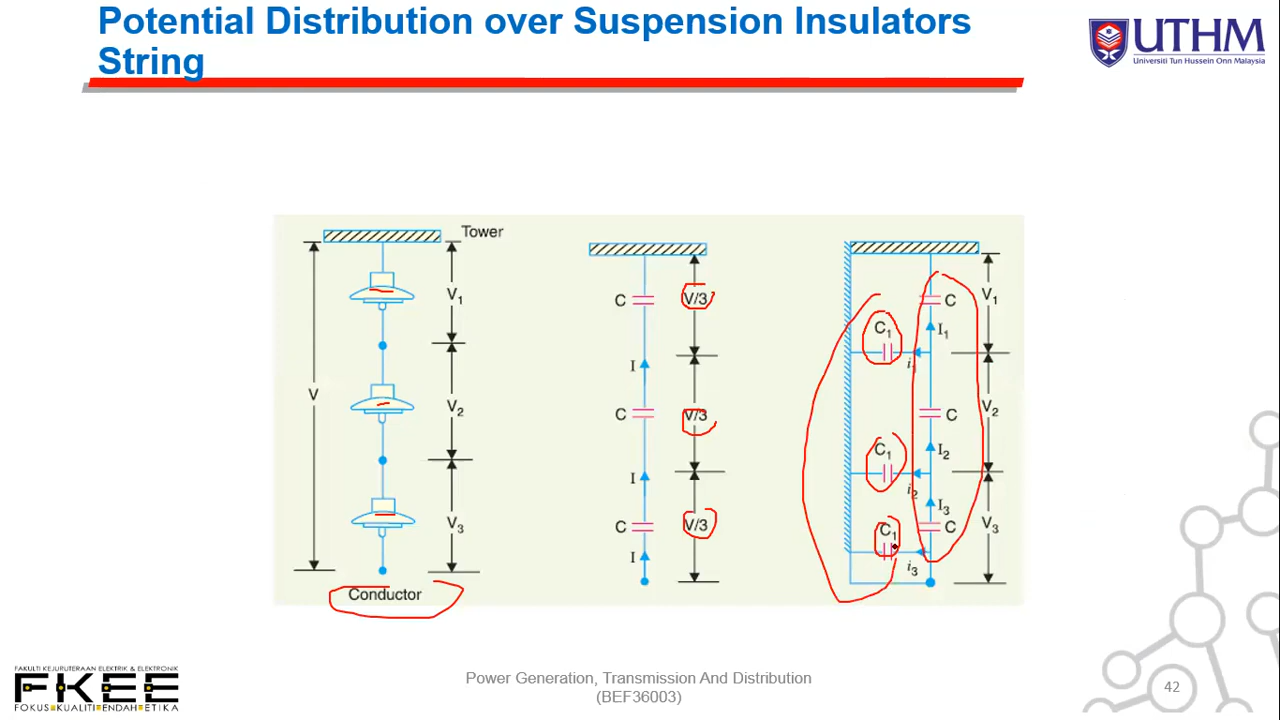 Potential Distribution over Suspension Insulators
String
UTHM
Universiti Tun Hussein Onn Malaysia
Tower
V
V1
V2
V3
Conductor
C
V/3
I
C
V/3
I
C
V/3
I
C1
C
I1
i1
V1
C1
C
I2
i2
V2
C1
I3
C
i3
V3
FAKULTI KEJURUTERAAN ELEKTRIK & ELEKTRONIK
FKEE
FOKUS KUALITI ENDAH ETIKA
Power Generation, Transmission And Distribution
(BEF36003)
42